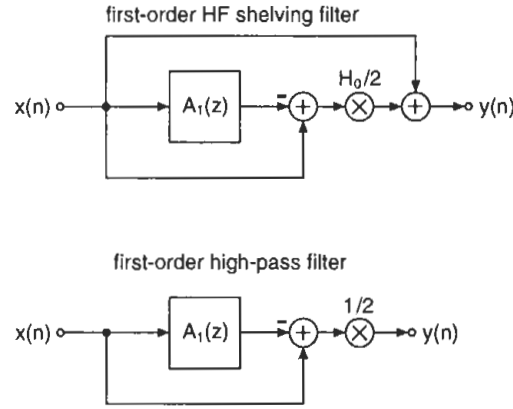 first-order HF shelving filter
H₀/2
x(n)
A₁(z)
−
+
×
+
y(n)
first-order high-pass filter
1/2
x(n)
A₁(z)
−
+
×
y(n)